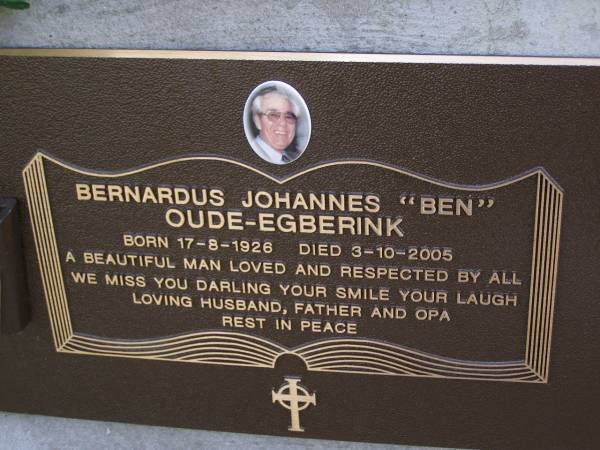 BERNARDUS JOHANNES "BEN"
OUDE-EGBERINK
BORN 17-8-1926 DIED 3-10-2005
A BEAUTIFUL MAN LOVED AND RESPECTED BY ALL
WE MISS YOU DARLING YOUR SMILE YOUR LAUGH
LOVING HUSBAND, FATHER AND OPA
REST IN PEACE